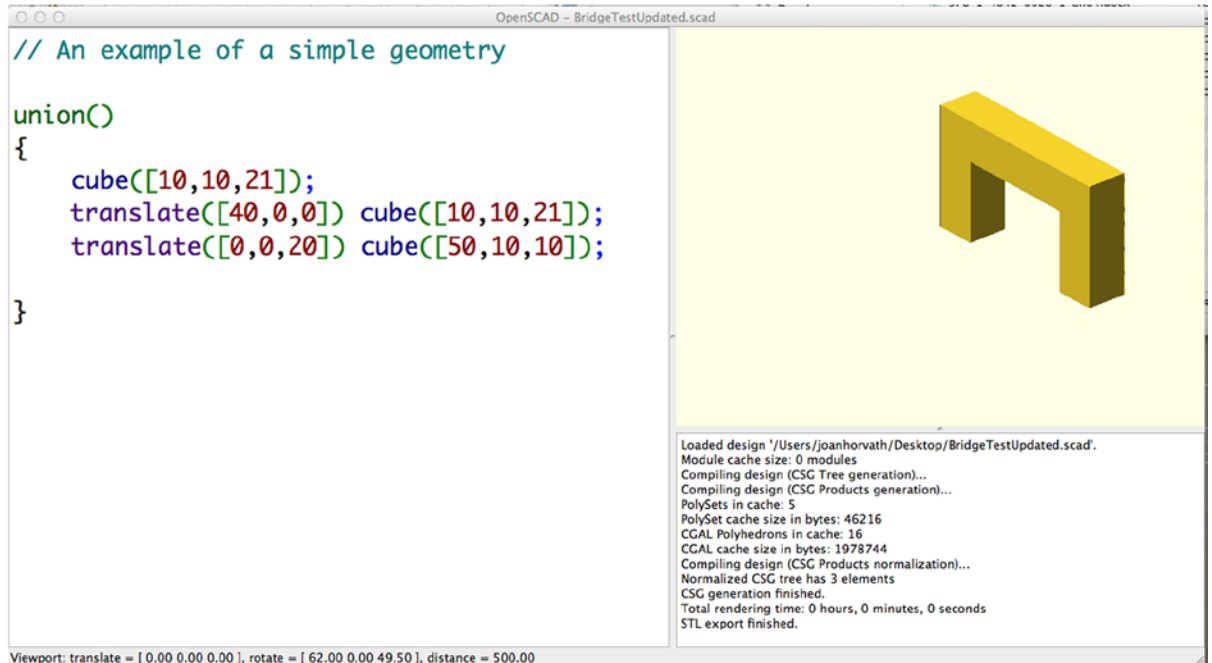 OpenSCAD – BridgeTestUpdated.scad
// An example of a simple geometry
union()
{
cube([10,10,21]);
translate([40,0,0]) cube([10,10,21]);
translate([0,0,20]) cube([50,10,10]);
}
Loaded design '/Users/joanhorvath/Desktop/BridgeTestUpdated.scad'.
Module cache size: 0 modules
Compiling design (CSG Tree generation)...
Compiling design (CSG Products generation)...
PolySets in cache: 5
PolySet cache size in bytes: 46216
CGAL Polyhedrons in cache: 16
CGAL cache size in bytes: 1978744
Compiling design (CSG Products normalization)...
Normalized CSG tree has 3 elements
CSG generation finished.
Total rendering time: 0 hours, 0 minutes, 0 seconds
STL export finished.
Viewport: translate = [ 0.00 0.00 0.00 ], rotate = [ 62.00 0.00 49.50 ], distance = 500.00